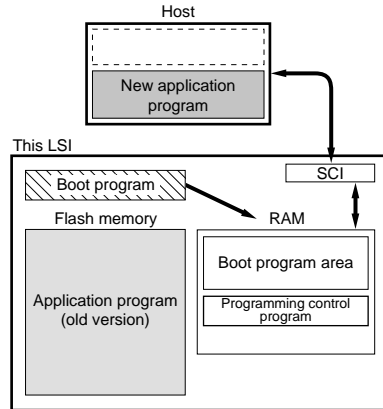 Host
New application
program
This LSI
SCI
Boot program
Flash memory
RAM
Boot program area
Application program
(old version)
Programming control
program